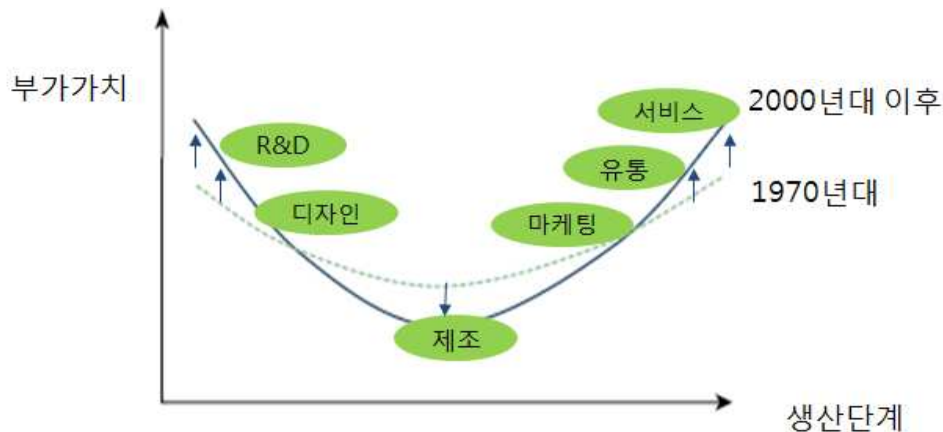 부가가치
R&D
디자인
제조
마케팅
유통
서비스
2000년대 이후
1970년대
생산단계